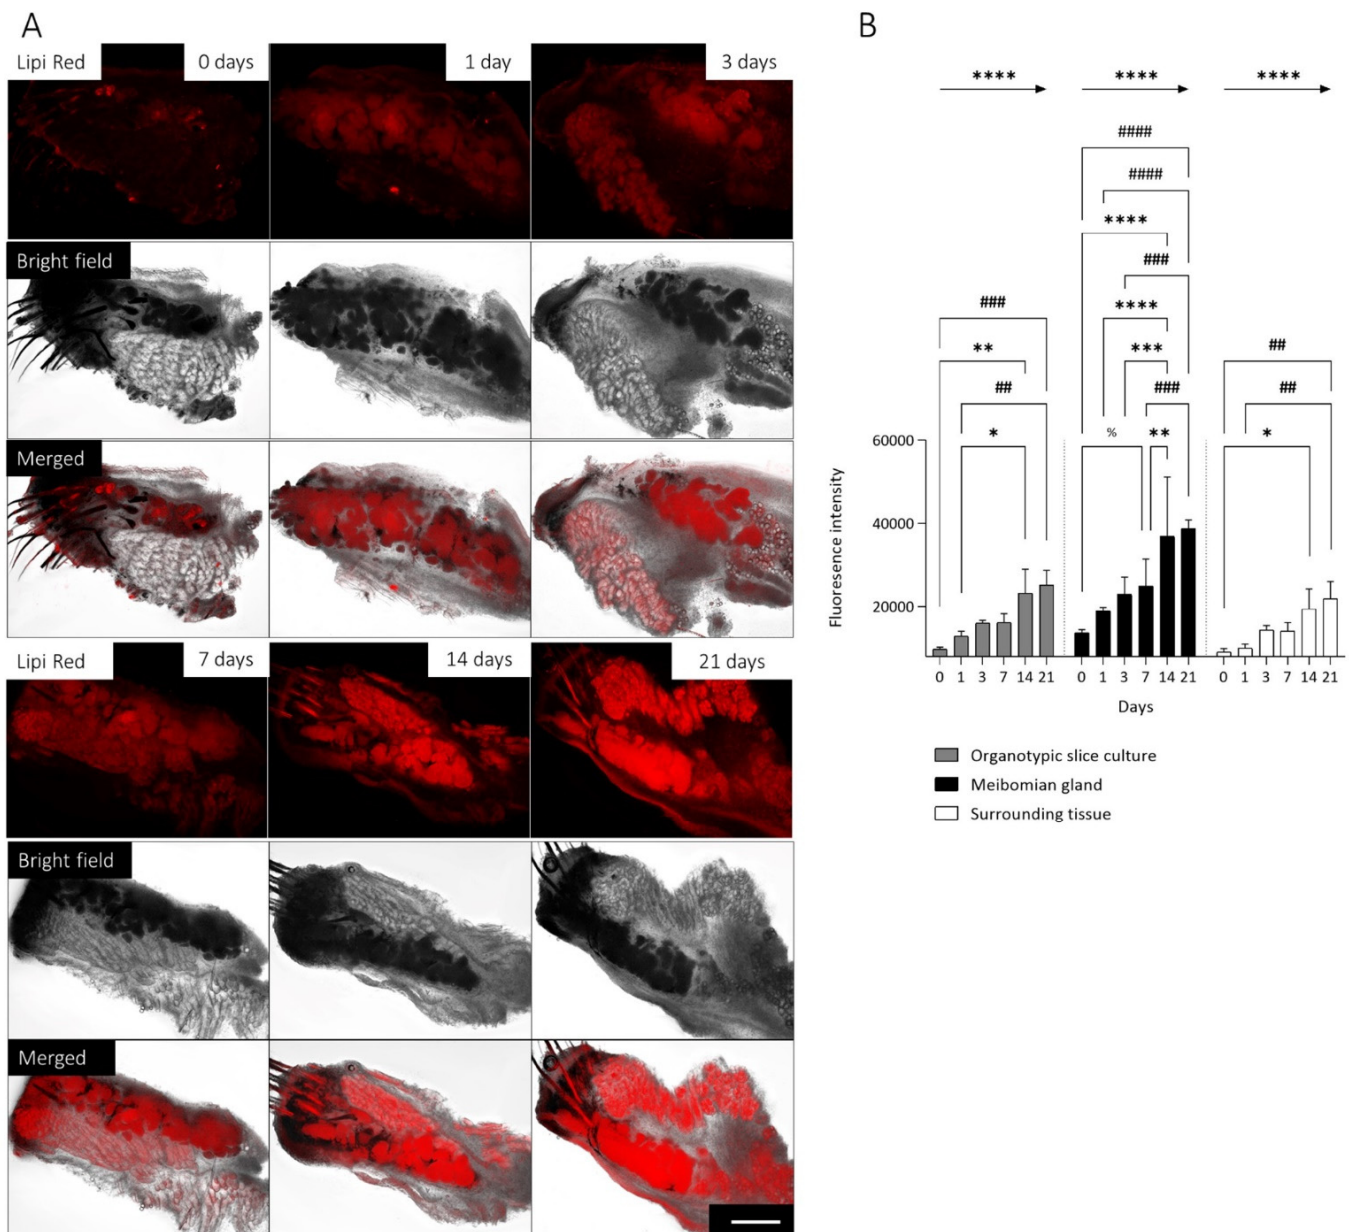 A
Lipi Red
0 days
1 day
3 days
Bright field
Merged
Lipi Red
7 days
14 days
21 days
Bright field
Merged
B
**** **** ****
####
####
****
###
###
****
##
**
***
##
###
##
*
%
**
*
60000
40000
20000
Fluoresence intensity
0 1 3 7 14 21 0 1 3 7 14 21 0 1 3 7 14 21
Days
Organotypic slice culture
Meibomian gland
Surrounding tissue